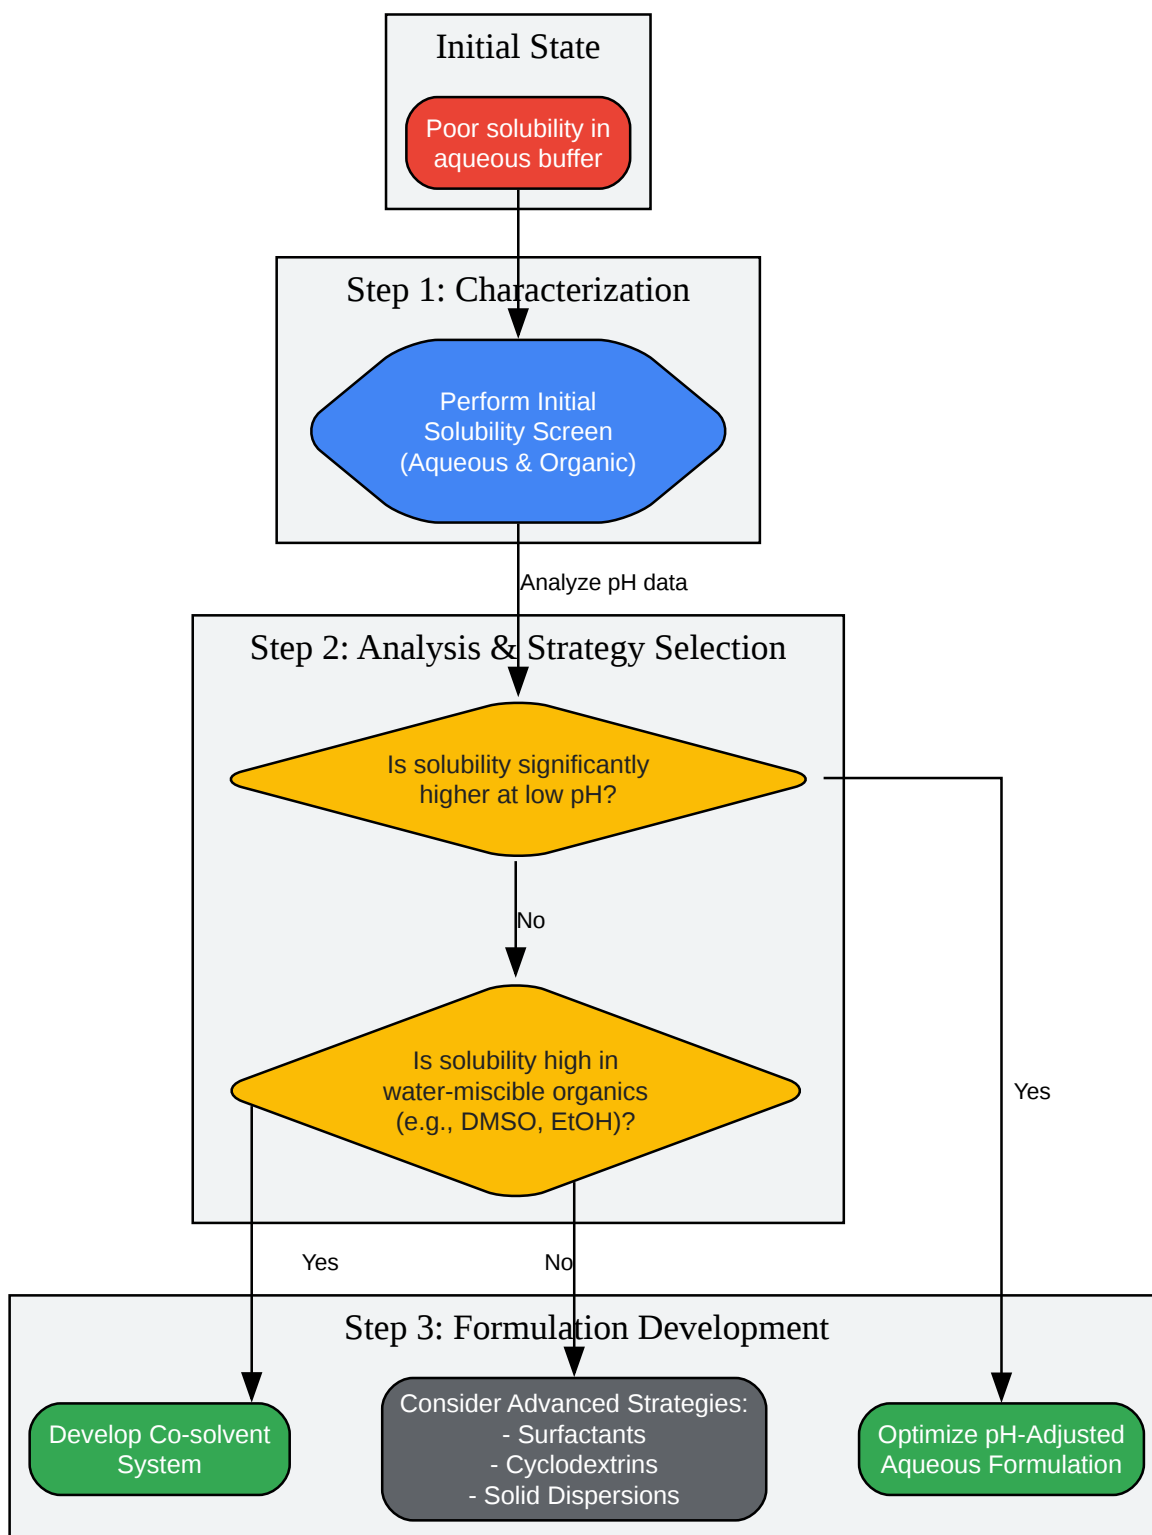 Initial State
Poor solubility in
aqueous buffer
Step 1: Characterization
Perform Initial
Solubility Screen
(Aqueous & Organic)
Analyze pH data
Step 2: Analysis & Strategy Selection
Is solubility significantly
higher at low pH?
No
Is solubility high in
water-miscible organics
(e.g., DMSO, EtOH)?
Yes
Yes
No
Step 3: Formulation Development
Develop Co-solvent
System
Consider Advanced Strategies:
- Surfactants
- Cyclodextrins
- Solid Dispersions
Optimize pH-Adjusted
Aqueous Formulation